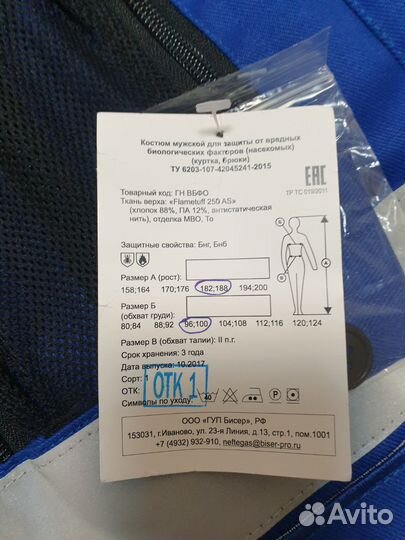 Костюм мужской для защиты от вредных
биологических факторов (насекомых)
(куртка, брюки)
ТУ 6203-107-42045241-2015
EAC
ТР ТС 019/2011
Товарный код: ГН ВБФО
Ткань верха: «Flametuff 250 AS»
(хлопок 88%, ПА 12%, антистатическая
нить), отделка МВО, То
Защитные свойства: Бнг, Бнб
Размер А (рост):
158;164 170;176 182;188 194;200
Размер Б
(обхват груди):
80;84 88;92 96;100 104;108 112;116 120;124
Размер В (обхват талии): II п.г.
Срок хранения: 3 года
Дата выпуска: 10.2017
Сорт: 1
ОТК:
ОТК 1
Символы по уходу:
40
ООО «ГУП Бисер», РФ
153031, г. Иваново, ул. 23-я Линия, д. 13, стр.1, пом.1001
+7 (4932) 932-910, neftegas@biser-pro.ru
А
Б
В
Avito